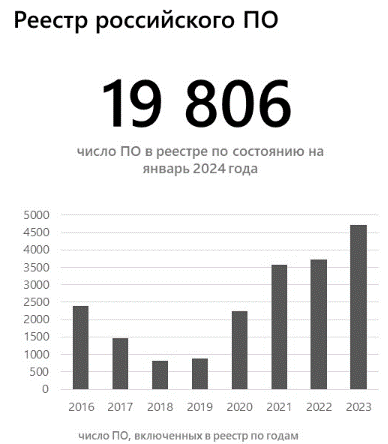 Реестр российского ПО
19 806
число ПО в реестре по состоянию на
январь 2024 года
5000
4500
4000
3500
3000
2500
2000
1500
1000
500
0
2016 2017 2018 2019 2020 2021 2022 2023
число ПО, включенных в реестр по годам